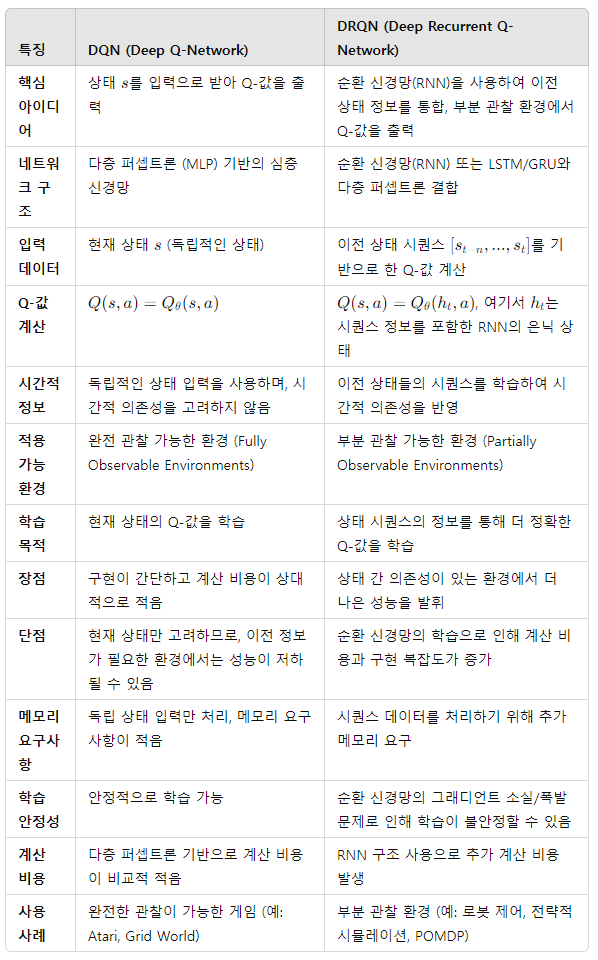 특징
DQN (Deep Q-Network)
DRQN (Deep Recurrent Q-
Network)
핵심
아이디
어
상태 s를 입력으로 받아 Q-값을 출
력
순환 신경망(RNN)을 사용하여 이전
상태 정보를 통합, 부분 관찰 환경에서
Q-값을 출력
네트워
크 구
조
다층 퍼셉트론 (MLP) 기반의 심층
신경망
순환 신경망(RNN) 또는 LSTM/GRU와
다층 퍼셉트론 결합
입력
데이터
현재 상태 s (독립적인 상태)
이전 상태 시퀀스 [s_{t−n}, ..., s_t]를 기
반으로 한 Q-값 계산
Q-값
계산
Q(s, a) = Q_θ(s, a)
Q(s, a) = Q_θ(h_t, a), 여기서 h_t는
시퀀스 정보를 포함한 RNN의 은닉 상
태
시간적
정보
독립적인 상태 입력을 사용하며, 시
간적 의존성을 고려하지 않음
이전 상태들의 시퀀스를 학습하여 시
간적 의존성을 반영
적용
가능
환경
완전 관찰 가능한 환경 (Fully
Observable Environments)
부분 관찰 가능한 환경 (Partially
Observable Environments)
학습
목적
현재 상태의 Q-값을 학습
상태 시퀀스의 정보를 통해 더 정확한
Q-값을 학습
장점
구현이 간단하고 계산 비용이 상대
적으로 적음
상태 간 의존성이 있는 환경에서 더
나은 성능을 발휘
단점
현재 상태만 고려하므로, 이전 정보
가 필요한 환경에서는 성능이 저하
될 수 있음
순환 신경망의 학습으로 인해 계산 비
용과 구현 복잡도가 증가
메모리
요구사
항
독립 상태 입력만 처리, 메모리 요구
사항이 적음
시퀀스 데이터를 처리하기 위해 추가
메모리 요구
학습
안정성
안정적으로 학습 가능
순환 신경망의 그래디언트 소실/폭발
문제로 인해 학습이 불안정할 수 있음
계산
비용
다층 퍼셉트론 기반으로 계산 비용
이 비교적 적음
RNN 구조 사용으로 추가 계산 비용
발생
사용
사례
완전한 관찰이 가능한 게임 (예:
Atari, Grid World)
부분 관찰 환경 (예: 로봇 제어, 전략적
시뮬레이션, POMDP)